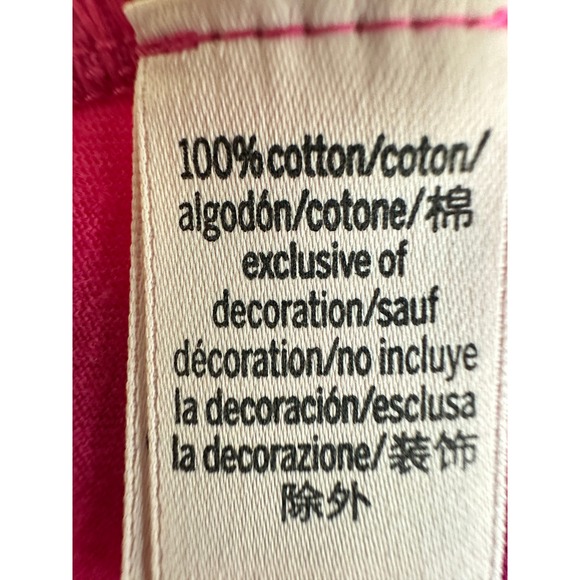 100% cotton/coton/
algodón/cotone/棉
exclusive of
decoration/sauf
décoration/no incluye
la decoración/esclusa
la decorazione/装饰
除外